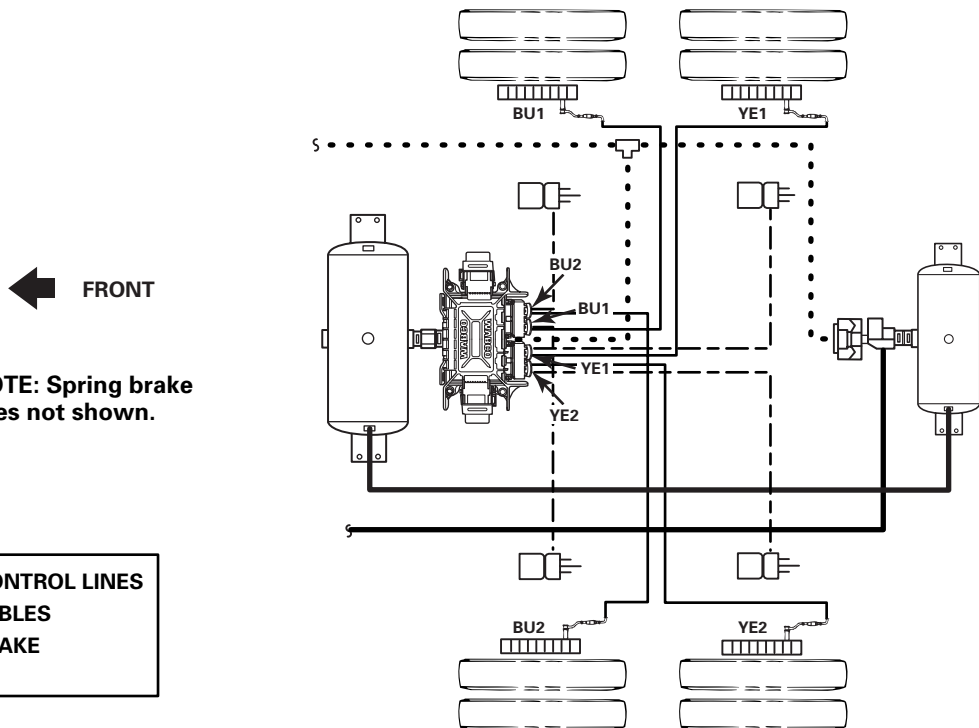 BU1
YE1
BU2
BU1
FRONT
YE1
OTE: Spring brake
es not shown.
YE2
ONTROL LINES
BLES
AKE
BU2
YE2